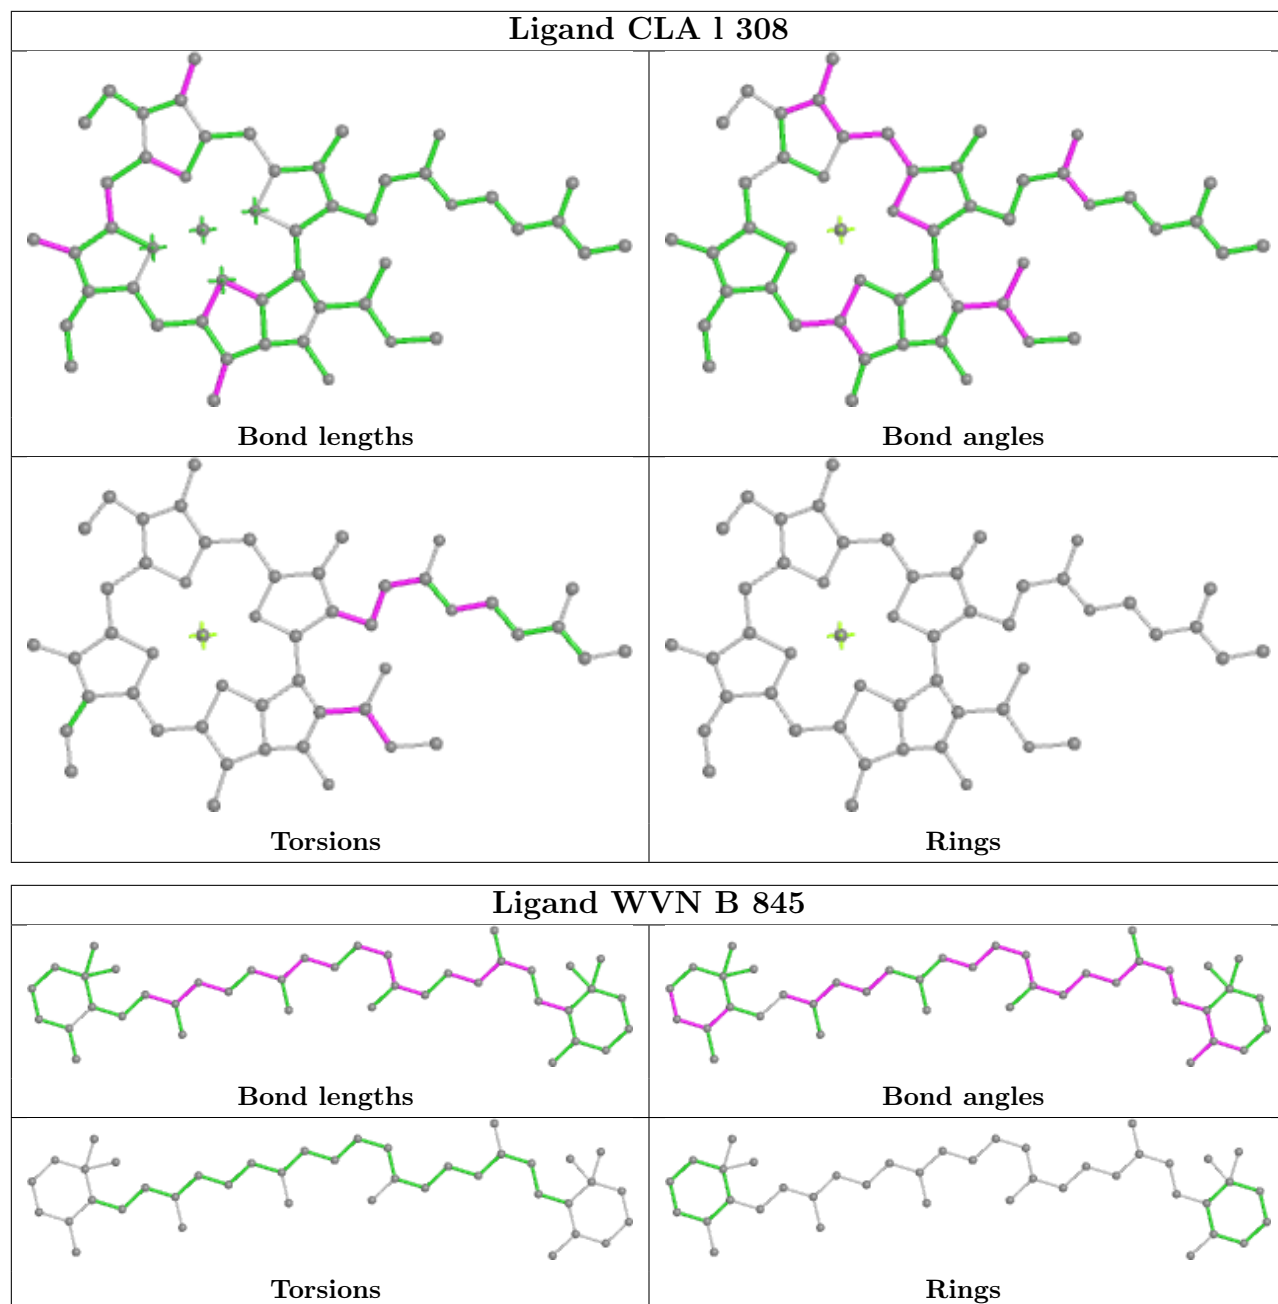 Ligand CLA l 308
Bond lengths
Bond angles
Torsions
Rings
Ligand WVN B 845
Bond lengths
Bond angles
Torsions
Rings